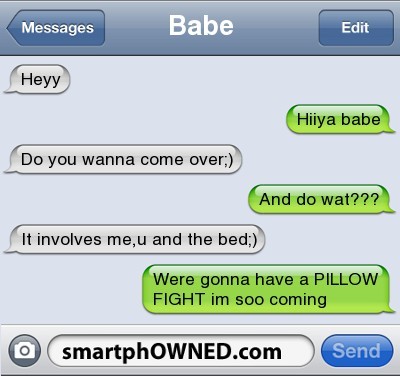 Messages
Babe
Edit
Heyy
Hiiya babe
Do you wanna come over;)
And do wat???
It involves me,u and the bed;)
Were gonna have a PILLOW
FIGHT im soo coming
smartphOWNED.com
Send